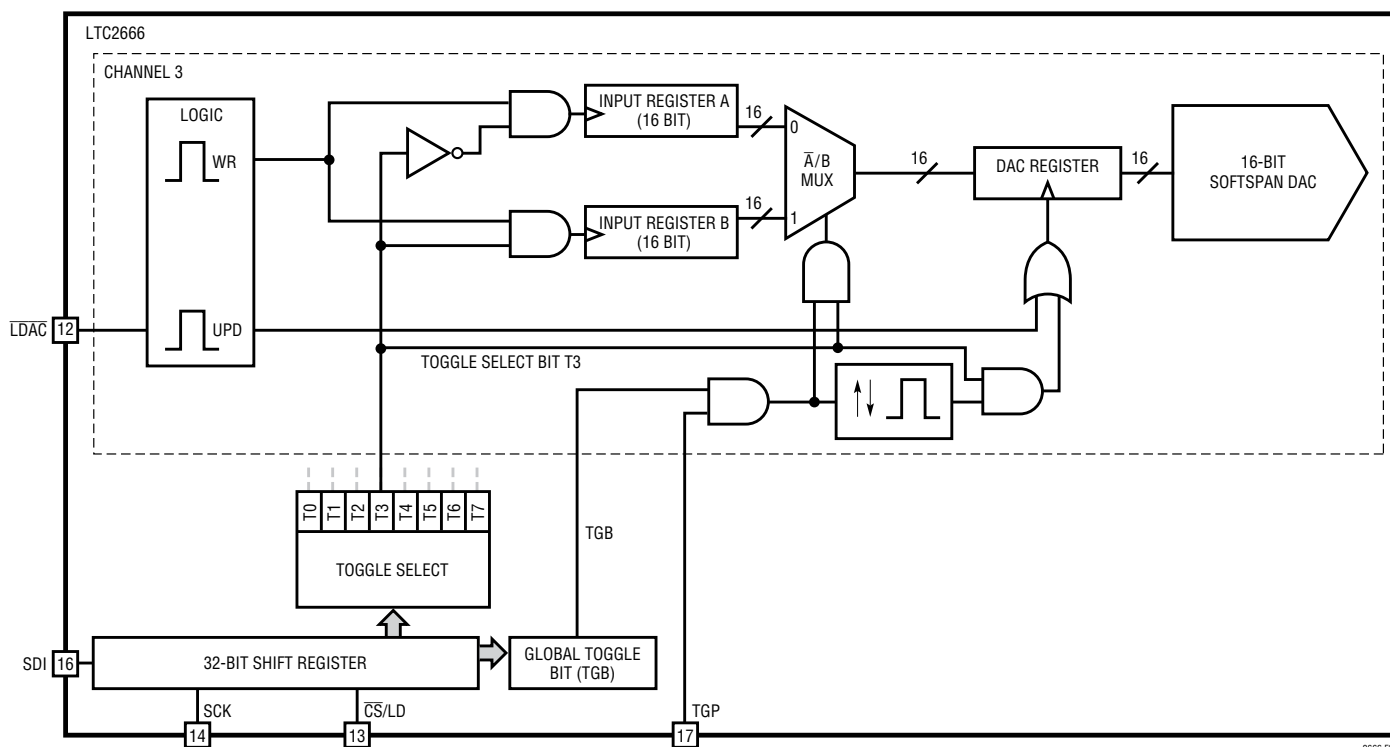 LTC2666
CHANNEL 3
LOGIC
WR
UPD
INPUT REGISTER A
(16 BIT)
INPUT REGISTER B
(16 BIT)
16
16
0
A̅/B
MUX
1
16
DAC REGISTER
16
16-BIT
SOFTSPAN DAC
L̅D̅A̅C̅
12
TOGGLE SELECT BIT T3
T0
T1
T2
T3
T4
T5
T6
T7
TOGGLE SELECT
TGB
SDI
16
32-BIT SHIFT REGISTER
GLOBAL TOGGLE
BIT (TGB)
SCK
C̅S̅/LD
TGP
14
13
17